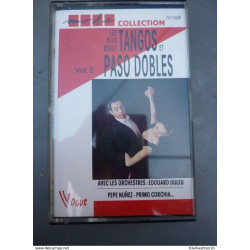 COLLECTION
LES
PLUS
BEAUX
TANGOS
ET
PASO DOBLES
Vol. 2
AVEC LES ORCHESTRES: EDOUARD DULEU
PEPE NUÑEZ - PRIMO CORCHIA...
Vogue